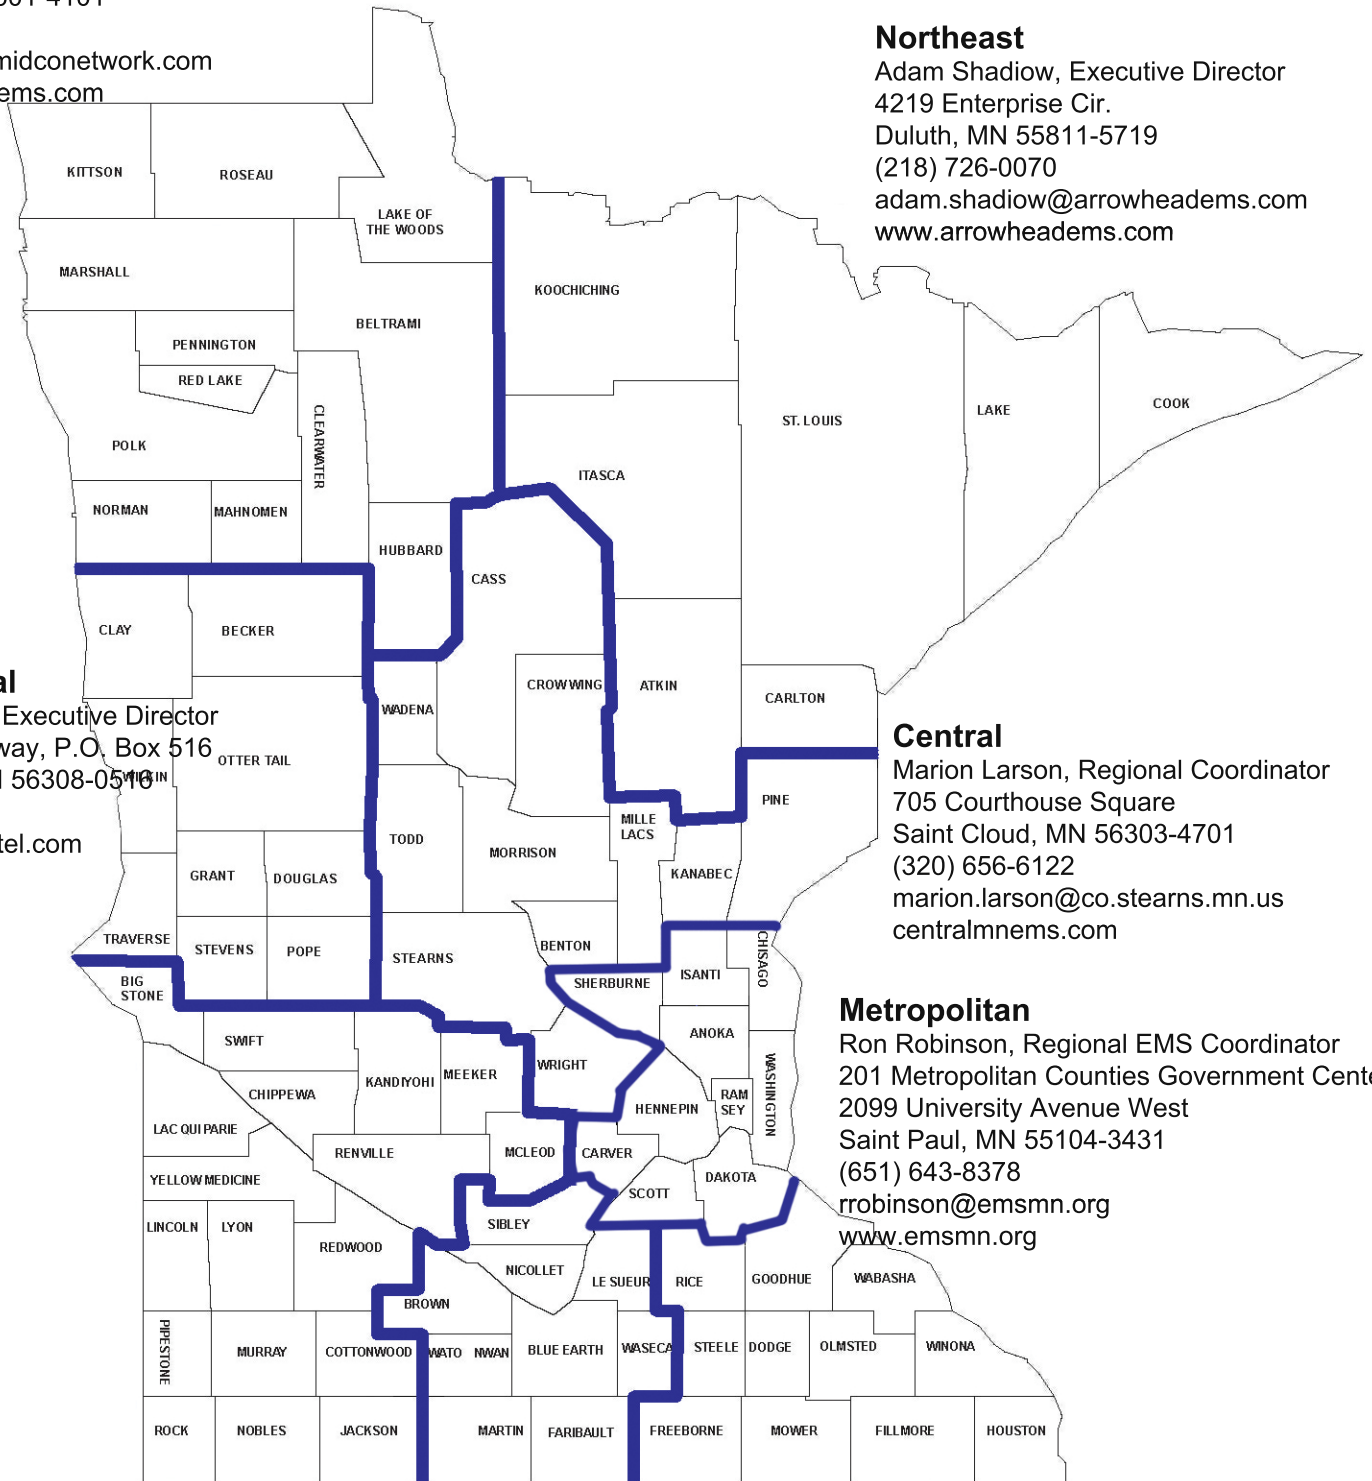 midconetwork.com
ems.com
Northeast
Adam Shadiow, Executive Director
4219 Enterprise Cir.
Duluth, MN 55811-5719
(218) 726-0070
adam.shadiow@arrowheadems.com
www.arrowheadems.com
KITTSON
ROSEAU
LAKE OF
THE WOODS
MARSHALL
KOOCHICHING
BELTRAMI
PENNINGTON
RED LAKE
CLEARWATER
ST. LOUIS
LAKE
COOK
POLK
ITASCA
NORMAN
MAHNOMEN
HUBBARD
CASS
CLAY
BECKER
al
Executive Director
way, P.O. Box 516
56308-0516
tel.com
CROW WING
ATKIN
CARLTON
WADENA
OTTER TAIL
WILKIN
Central
Marion Larson, Regional Coordinator
705 Courthouse Square
Saint Cloud, MN 56303-4701
(320) 656-6122
marion.larson@co.stearns.mn.us
centralmnems.com
PINE
MILLE
LACS
TODD
MORRISON
KANABEC
GRANT
DOUGLAS
TRAVERSE
STEVENS
POPE
STEARNS
BENTON
CHISAGO
BIG
STONE
SHERBURNE
ISANTI
Metropolitan
Ron Robinson, Regional EMS Coordinator
201 Metropolitan Counties Government Cente
2099 University Avenue West
Saint Paul, MN 55104-3431
(651) 643-8378
rrobinson@emsmn.org
www.emsmn.org
SWIFT
ANOKA
WRIGHT
MEEKER
KANDIYOHI
WASHINGTON
CHIPPEWA
HENNEPIN
RAM
SEY
LAC QUI PARIE
RENVILLE
MCLEOD
CARVER
YELLOW MEDICINE
DAKOTA
SCOTT
LINCOLN
LYON
SIBLEY
REDWOOD
NICOLLET
LE SUEUR
RICE
GOODHUE
WABASHA
BROWN
PIPESTONE
MURRAY
COTTONWOOD
WATO NWAN
BLUE EARTH
WASECA
STEELE
DODGE
OLMSTED
WINONA
ROCK
NOBLES
JACKSON
MARTIN
FARIBAULT
FREEBORNE
MOWER
FILLMORE
HOUSTON